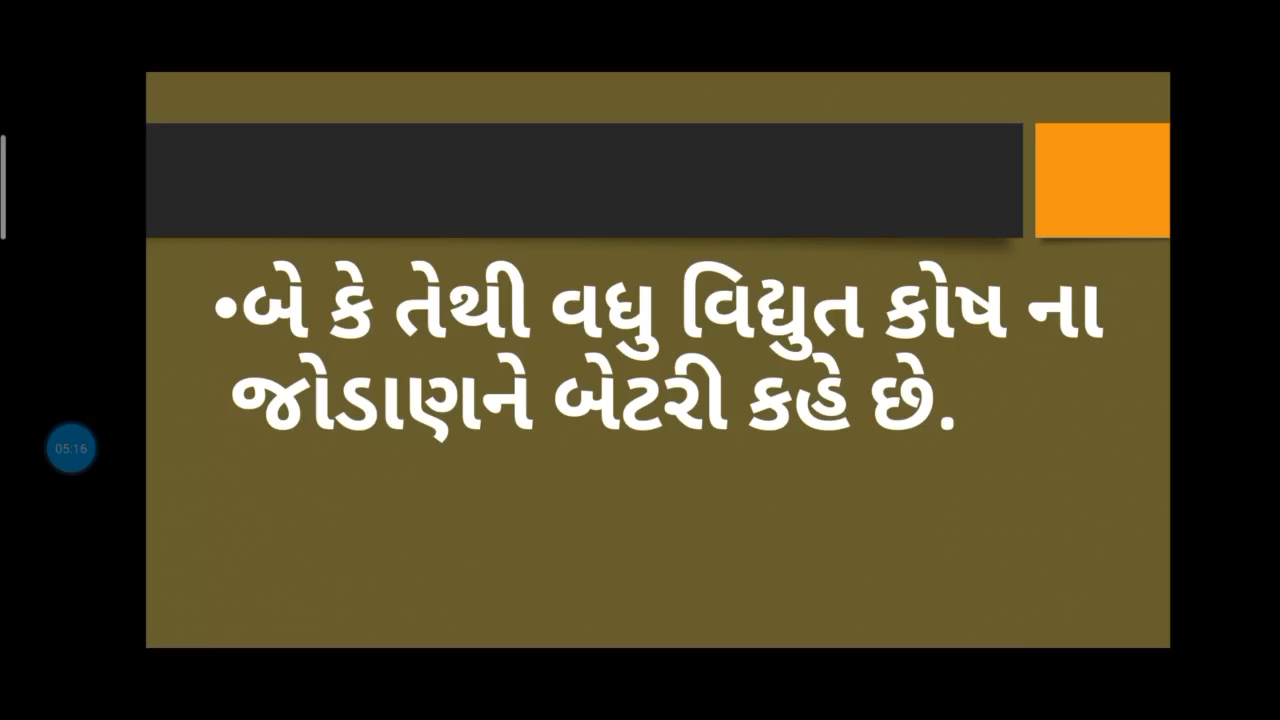 •બે કે તેથી વધુ વિદ્યુત કોષ ના
જોડાણને બેટરી કહે છે.
05:16